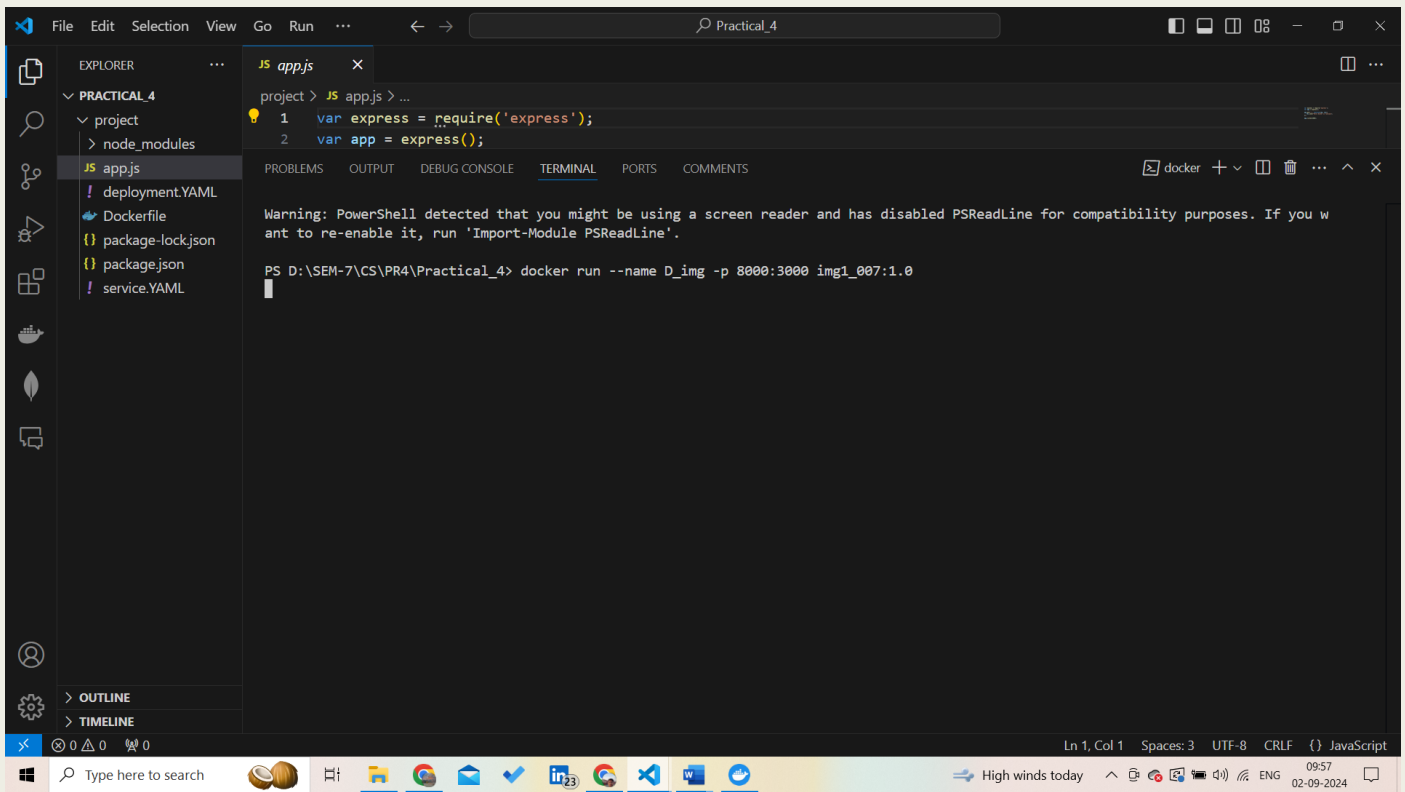 File Edit Selection View Go Run ··· Practical_4
EXPLORER ···
JS app.js
PRACTICAL_4
project
node_modules
JS app.js
! deployment.YAML
Dockerfile
{} package-lock.json
{} package.json
! service.YAML
project > JS app.js > ...
1 var express = require('express');
2 var app = express();
PROBLEMS OUTPUT DEBUG CONSOLE TERMINAL PORTS COMMENTS docker
Warning: PowerShell detected that you might be using a screen reader and has disabled PSReadLine for compatibility purposes. If you w
ant to re-enable it, run 'Import-Module PSReadLine'.
PS D:\SEM-7\CS\PR4\Practical_4> docker run --name D_img -p 8000:3000 img1_007:1.0
OUTLINE
TIMELINE
0 0 0 Ln 1, Col 1 Spaces: 3 UTF-8 CRLF {} JavaScript
Type here to search in 23 W High winds today ENG 09:57
02-09-2024